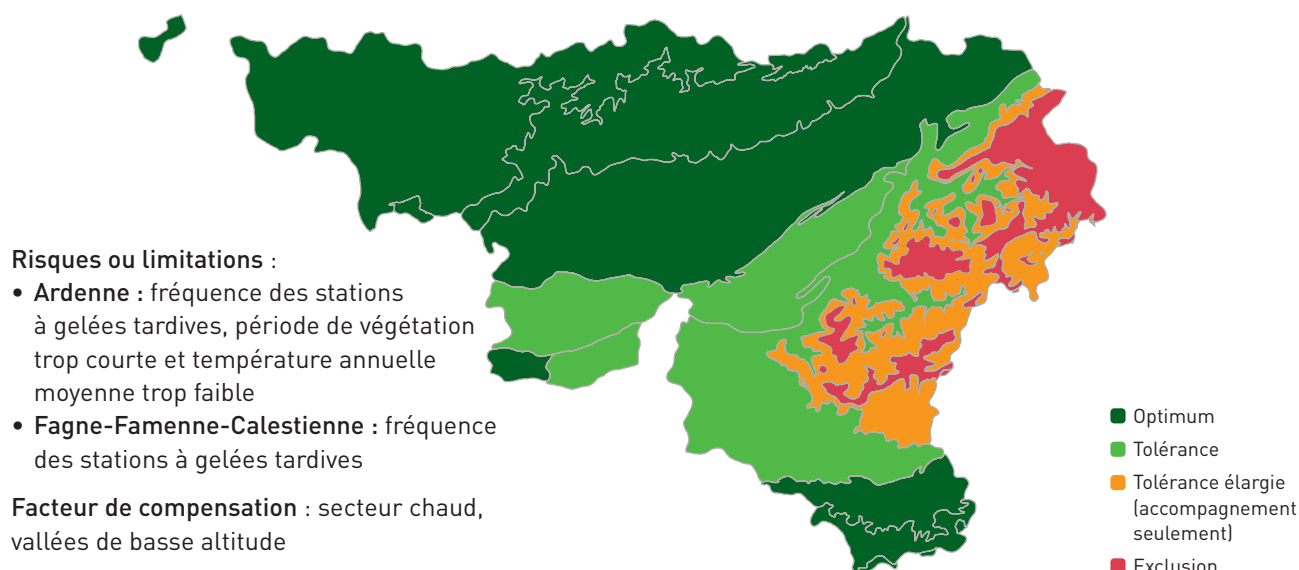 Risques ou limitations :
• Ardenne : fréquence des stations
à gelées tardives, période de végétation
trop courte et température annuelle
moyenne trop faible
• Fagne-Famenne-Calestienne : fréquence
des stations à gelées tardives
Facteur de compensation : secteur chaud,
vallées de basse altitude
Optimum
Tolérance
Tolérance élargie
(accompagnement
seulement)
Exclusion